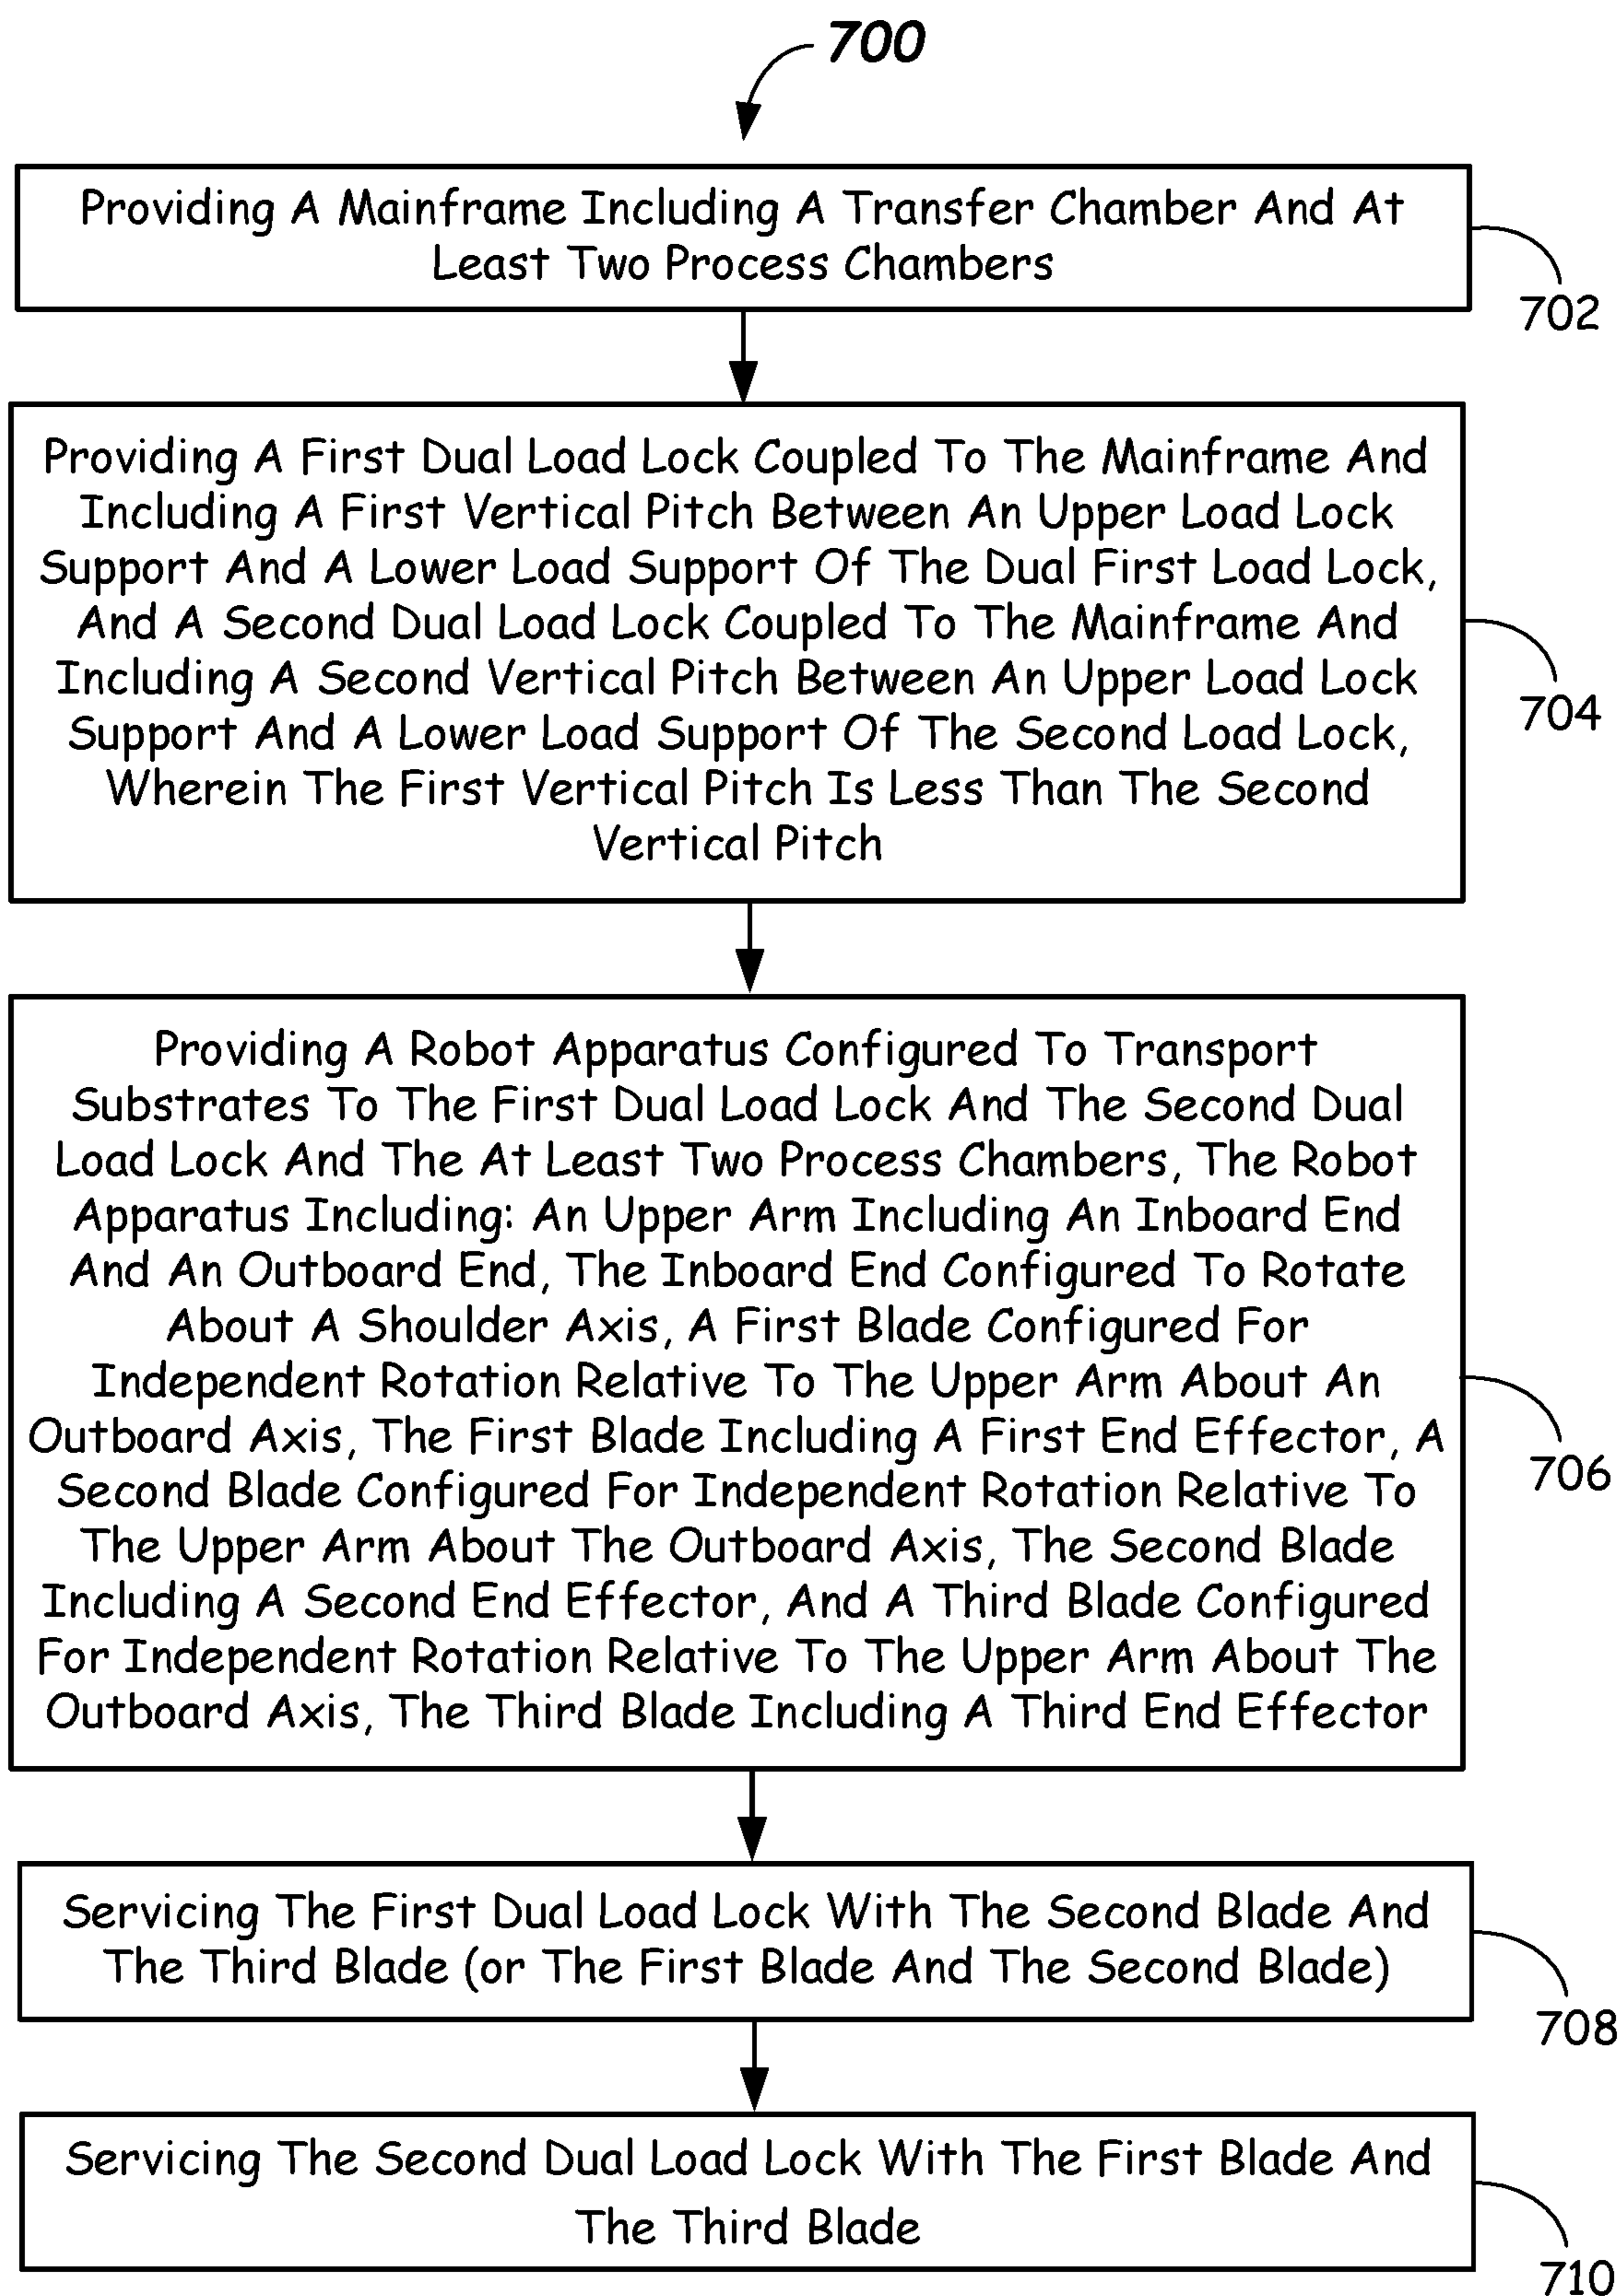 700
Providing A Mainframe Including A Transfer Chamber And At
Least Two Process Chambers
702
Providing A First Dual Load Lock Coupled To The Mainframe And
Including A First Vertical Pitch Between An Upper Load Lock
Support And A Lower Load Support Of The Dual First Load Lock,
And A Second Dual Load Lock Coupled To The Mainframe And
Including A Second Vertical Pitch Between An Upper Load Lock
Support And A Lower Load Support Of The Second Load Lock,
Wherein The First Vertical Pitch Is Less Than The Second
Vertical Pitch
704
Providing A Robot Apparatus Configured To Transport
Substrates To The First Dual Load Lock And The Second Dual
Load Lock And The At Least Two Process Chambers, The Robot
Apparatus Including: An Upper Arm Including An Inboard End
And An Outboard End, The Inboard End Configured To Rotate
About A Shoulder Axis, A First Blade Configured For
Independent Rotation Relative To The Upper Arm About An
Outboard Axis, The First Blade Including A First End Effector, A
Second Blade Configured For Independent Rotation Relative To
The Upper Arm About The Outboard Axis, The Second Blade
Including A Second End Effector, And A Third Blade Configured
For Independent Rotation Relative To The Upper Arm About The
Outboard Axis, The Third Blade Including A Third End Effector
706
Servicing The First Dual Load Lock With The Second Blade And
The Third Blade (or The First Blade And The Second Blade)
708
Servicing The Second Dual Load Lock With The First Blade And
The Third Blade
710